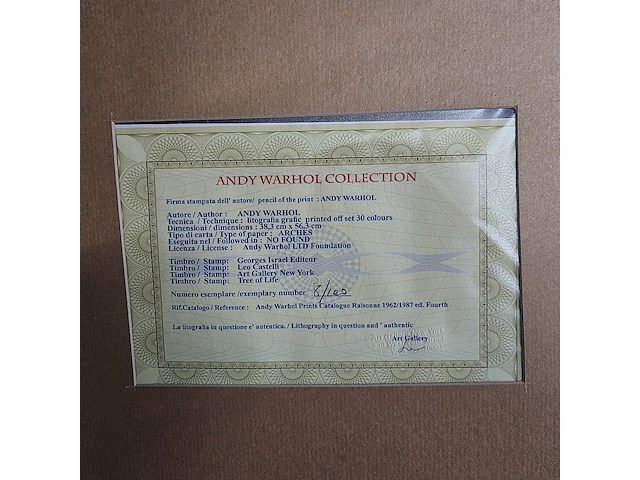 ANDY WARHOL COLLECTION
Firma stampata dell' autore/ pencil of the print : ANDY WARHOL
Autore / Author : ANDY WARHOL
Tecnica / Technique : litografia grafic printed off set 30 colours
Dimensioni / dimensions : 38,3 cm x 56,3 cm
Tipo di carta / Type of paper : ARCHES
Eseguita nel / Followed in : NO FOUND
Licenza / License : Andy Warhol LTD Foundation
Timbro / Stamp: Georges Israel Editeur
Timbro / Stamp: Leo Castelli
Timbro / Stamp: Art Gallery New York
Timbro / Stamp: Tree of Life
Numero esemplare /exemplary number 8/100
Rif.Catalogo / Reference : Andy Warhol Prints Catalogue Raisonne 1962/1987 ed. Fourth
La litografia in questione e' autentica. / Lithography in question and ' authentic
Art Gallery